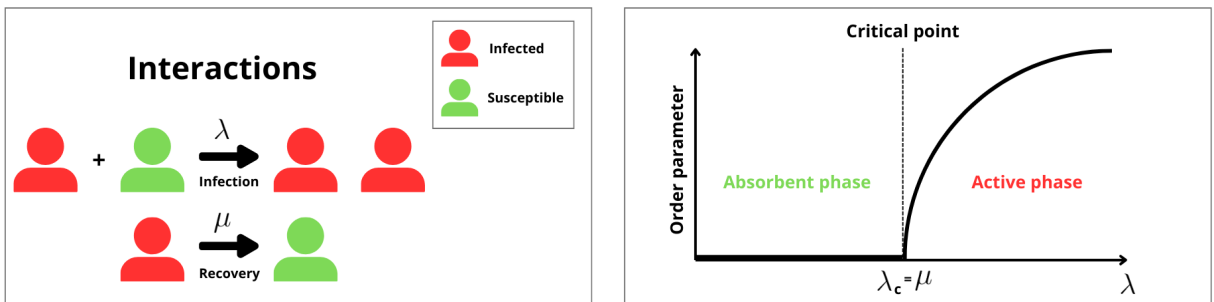 Interactions
Infected
Susceptible
λ
+
Infection
μ
Recovery
Critical point
Order parameter
Absorbent phase
Active phase
λc = μ
λ